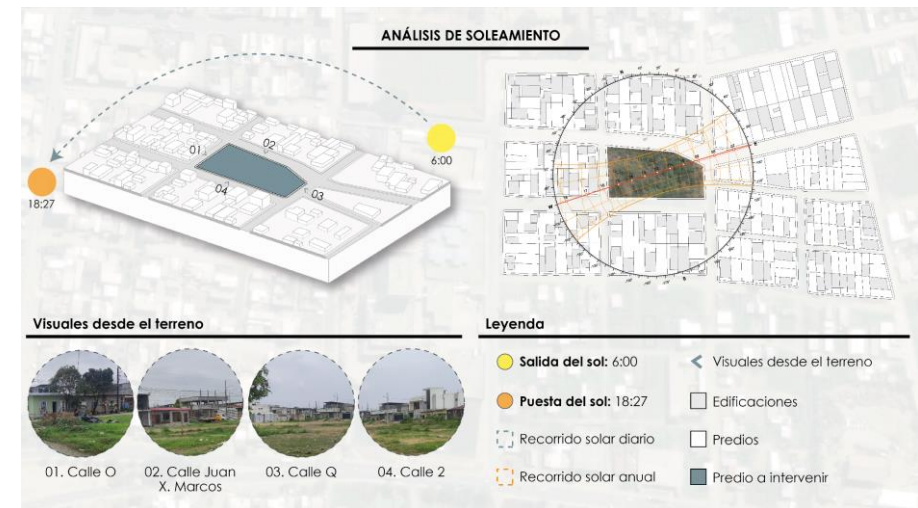 ANÁLISIS DE SOLEAMIENTO
01
02
6:00
18:27
04
03
Visuales desde el terreno
01. Calle O
02. Calle Juan
X. Marcos
03. Calle Q
04. Calle 2
Leyenda
Salida del sol: 6:00
Visuales desde el terreno
Puesta del sol: 18:27
Edificaciones
Recorrido solar diario
Predios
Recorrido solar anual
Predio a intervenir